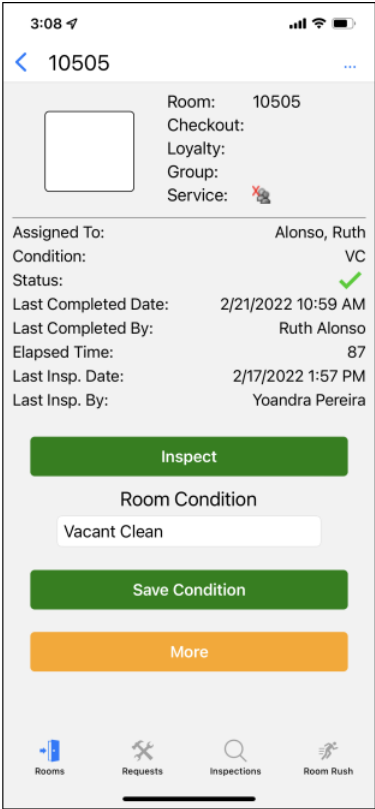 3:08
10505
...
Room: 10505
Checkout:
Loyalty:
Group:
Service:
Assigned To: Alonso, Ruth
Condition: VC
Status:
Last Completed Date: 2/21/2022 10:59 AM
Last Completed By: Ruth Alonso
Elapsed Time: 87
Last Insp. Date: 2/17/2022 1:57 PM
Last Insp. By: Yoandra Pereira
Inspect
Room Condition
Vacant Clean
Save Condition
More
Rooms Requests Inspections Room Rush